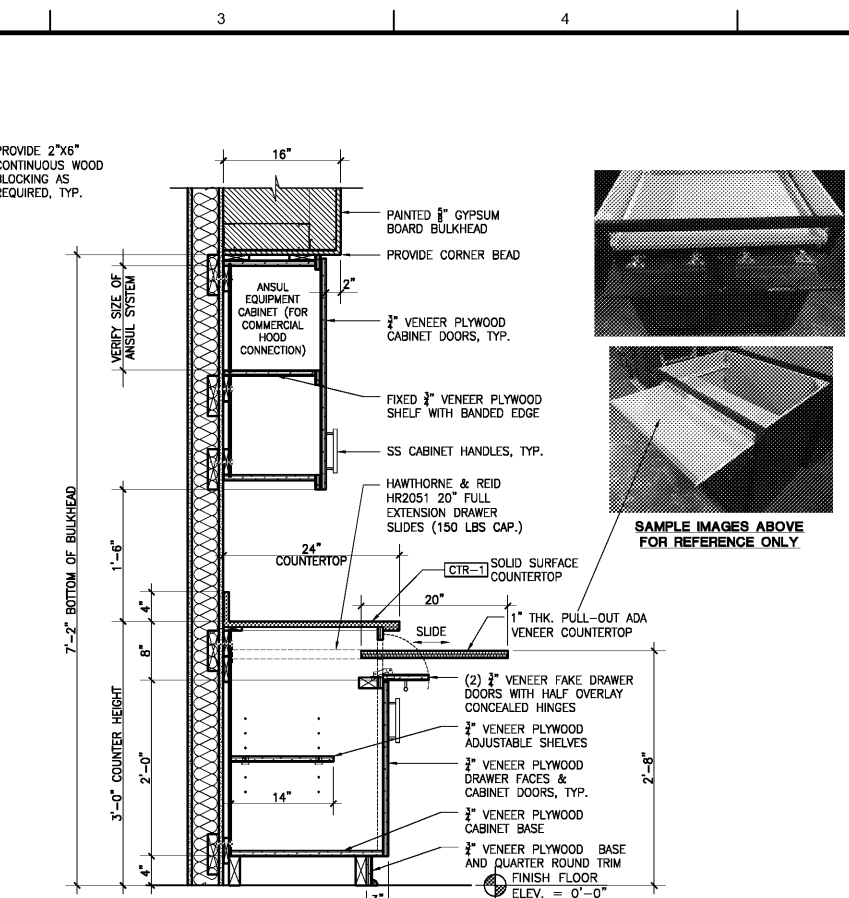 3
4
PROVIDE 2"X6"
CONTINUOUS WOOD
BLOCKING AS
REQUIRED, TYP.
16"
PAINTED ⅝" GYPSUM
BOARD BULKHEAD
PROVIDE CORNER BEAD
VERIFY SIZE OF
ANSUL SYSTEM
ANSUL
EQUIPMENT
CABINET (FOR
COMMERCIAL
HOOD
CONNECTION)
2"
¾" VENEER PLYWOOD
CABINET DOORS, TYP.
FIXED ¾" VENEER PLYWOOD
SHELF WITH BANDED EDGE
SS CABINET HANDLES, TYP.
HAWTHORNE & REID
HR2051 20" FULL
EXTENSION DRAWER
SLIDES (150 LBS CAP.)
SAMPLE IMAGES ABOVE
FOR REFERENCE ONLY
7'-2" BOTTOM OF BULKHEAD
1'-6"
24"
COUNTERTOP
CTR-1
SOLID SURFACE
COUNTERTOP
4"
20"
1" THK. PULL-OUT ADA
VENEER COUNTERTOP
SLIDE
8"
(2) ¾" VENEER FAKE DRAWER
DOORS WITH HALF OVERLAY
CONCEALED HINGES
¾" VENEER PLYWOOD
ADJUSTABLE SHELVES
3'-0" COUNTER HEIGHT
2'-0"
14"
¾" VENEER PLYWOOD
DRAWER FACES &
CABINET DOORS, TYP.
2'-8"
¾" VENEER PLYWOOD
CABINET BASE
¾" VENEER PLYWOOD BASE
AND QUARTER ROUND TRIM
4"
3"
FINISH FLOOR
ELEV. = 0'-0"